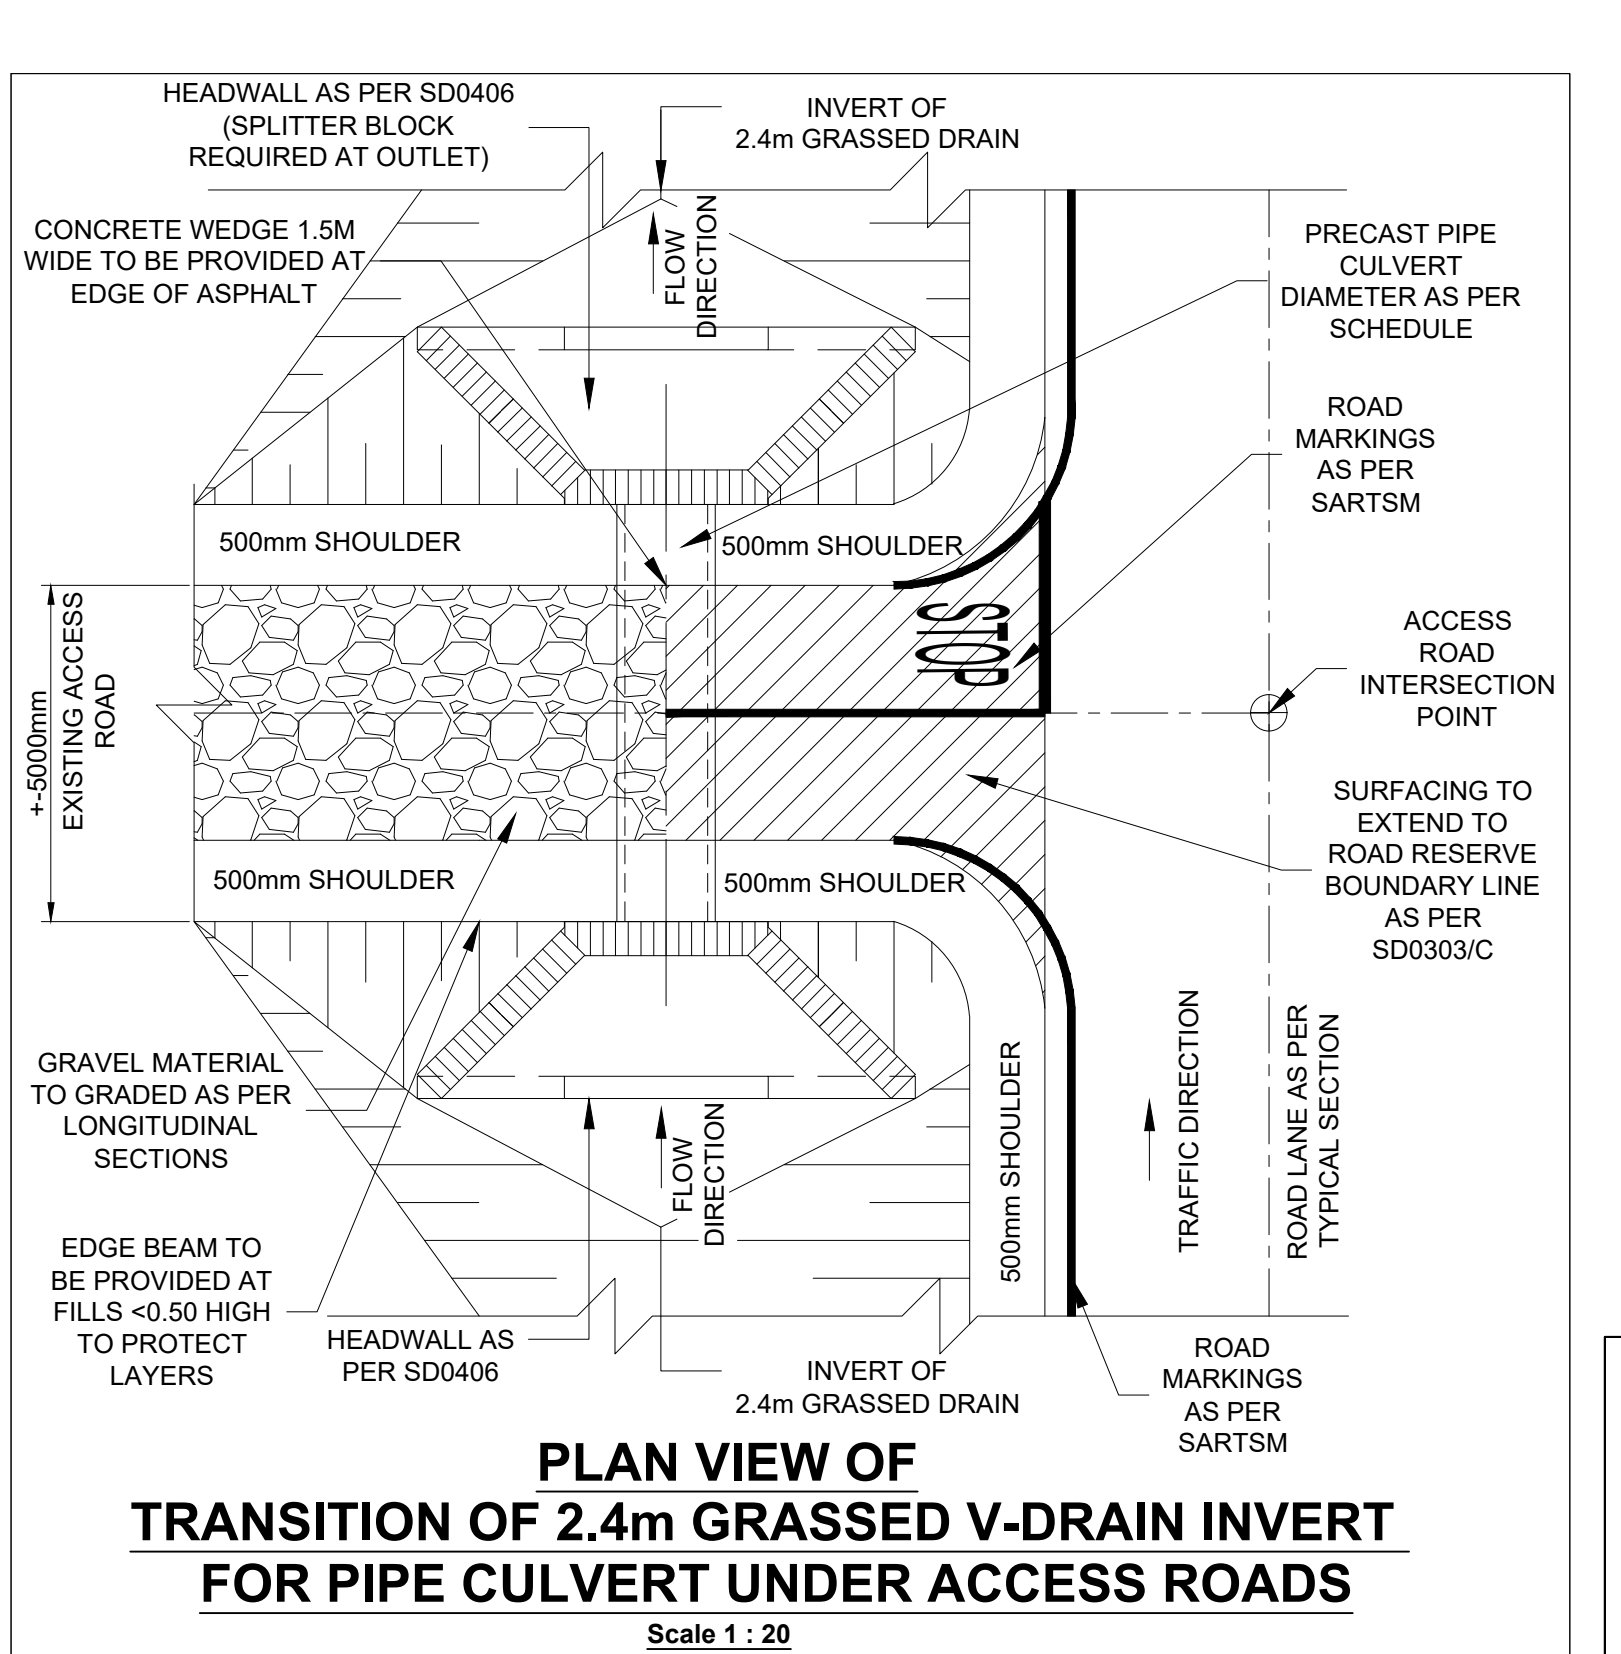 HEADWALL AS PER SD0406
(SPLITTER BLOCK
REQUIRED AT OUTLET)
INVERT OF
2.4m GRASSED DRAIN
CONCRETE WEDGE 1.5M
WIDE TO BE PROVIDED AT
EDGE OF ASPHALT
FLOW
DIRECTION
PRECAST PIPE
CULVERT
DIAMETER AS PER
SCHEDULE
ROAD
MARKINGS
AS PER
SARTSM
500mm SHOULDER
500mm SHOULDER
+-5000mm
EXISTING ACCESS
ROAD
STOP
ACCESS
ROAD
INTERSECTION
POINT
SURFACING TO
EXTEND TO
ROAD RESERVE
BOUNDARY LINE
AS PER
SD0303/C
500mm SHOULDER
500mm SHOULDER
GRAVEL MATERIAL
TO GRADED AS PER
LONGITUDINAL
SECTIONS
FLOW
DIRECTION
500mm SHOULDER
TRAFFIC DIRECTION
ROAD LANE AS PER
TYPICAL SECTION
EDGE BEAM TO
BE PROVIDED AT
FILLS <0.50 HIGH
TO PROTECT
LAYERS
HEADWALL AS
PER SD0406
INVERT OF
2.4m GRASSED DRAIN
ROAD
MARKINGS
AS PER
SARTSM
PLAN VIEW OF
TRANSITION OF 2.4m GRASSED V-DRAIN INVERT
FOR PIPE CULVERT UNDER ACCESS ROADS
Scale 1 : 20